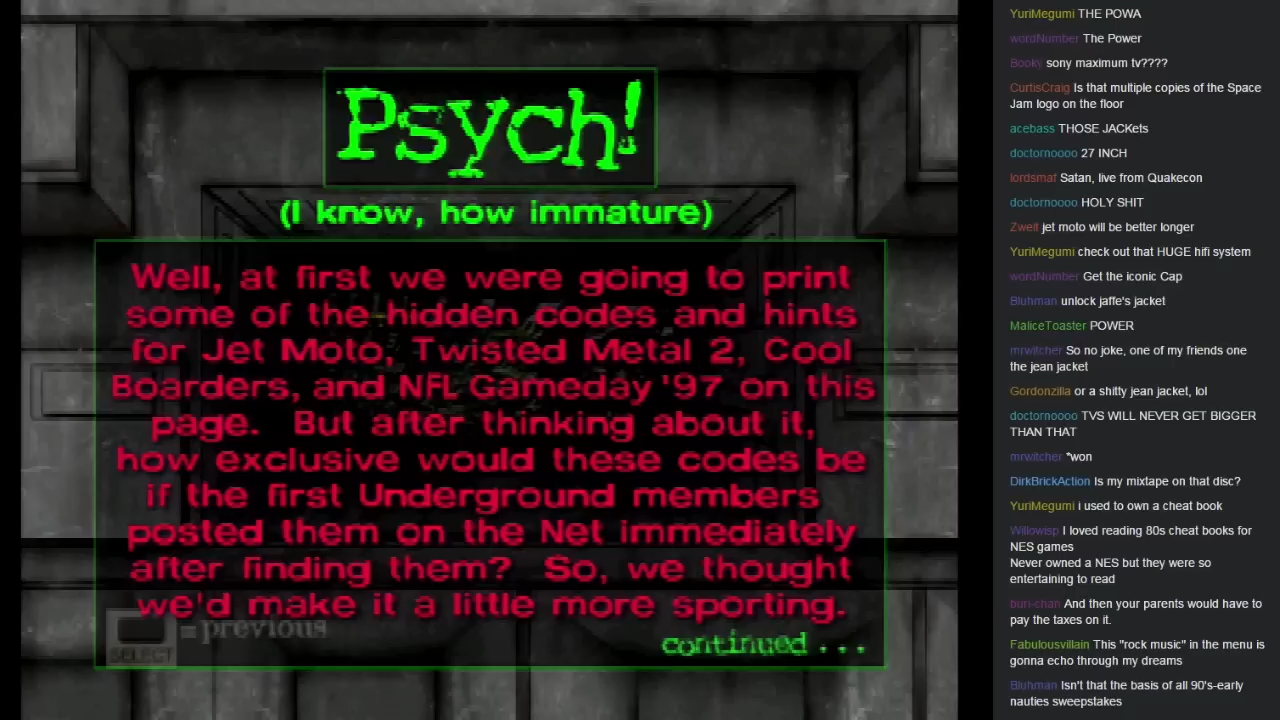 Psych!
(I know, how immature)
Well, at first we were going to print
some of the hidden codes and hints
for Jet Moto, Twisted Metal 2, Cool
Boarders, and NFL Gameday '97 on this
page. But after thinking about it,
how exclusive would these codes be
if the first Underground members
posted them on the Net immediately
after finding them? So, we thought
we'd make it a little more sporting.
SELECT = previous
continued ...
YuriMegumi THE POWA
wordNumber The Power
Booky sony maximum tv????
CurtisCraig Is that multiple copies of the Space
Jam logo on the floor
acebass THOSE JACKets
doctornoooo 27 INCH
lordsmaf Satan, live from Quakecon
doctornoooo HOLY SHIT
Zwell jet moto will be better longer
YuriMegumi check out that HUGE hifi system
wordNumber Get the iconic Cap
Bluhman unlock jaffe's jacket
MaliceToaster POWER
mrwitcher So no joke, one of my friends one
the jean jacket
Gordonzilla or a shitty jean jacket, lol
doctornoooo TVS WILL NEVER GET BIGGER
THAN THAT
mrwitcher *won
DirkBrickAction Is my mixtape on that disc?
YuriMegumi i used to own a cheat book
Willowisp I loved reading 80s cheat books for
NES games
Never owned a NES but they were so
entertaining to read
buri-chan And then your parents would have to
pay the taxes on it.
Fabulousvillain This "rock music" in the menu is
gonna echo through my dreams
Bluhman Isn't that the basis of all 90's-early
nauties sweepstakes